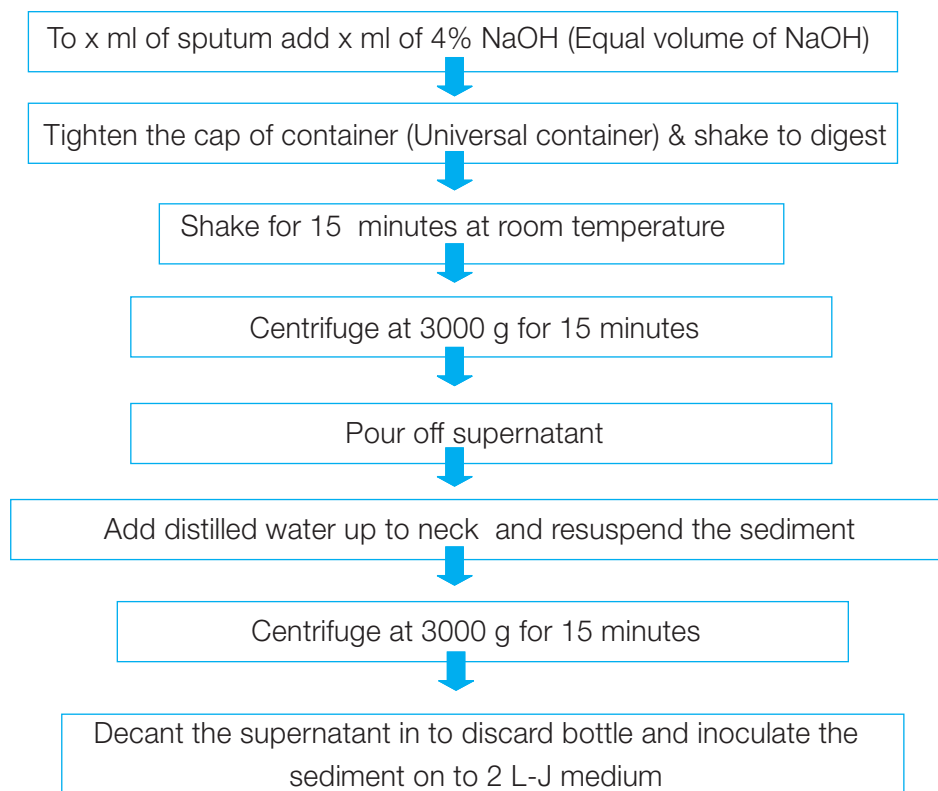 To x ml of sputum add x ml of 4% NaOH (Equal volume of NaOH)
Tighten the cap of container (Universal container) & shake to digest
Shake for 15 minutes at room temperature
Centrifuge at 3000 g for 15 minutes
Pour off supernatant
Add distilled water up to neck and resuspend the sediment
Centrifuge at 3000 g for 15 minutes
Decant the supernatant in to discard bottle and inoculate the
sediment on to 2 L-J medium